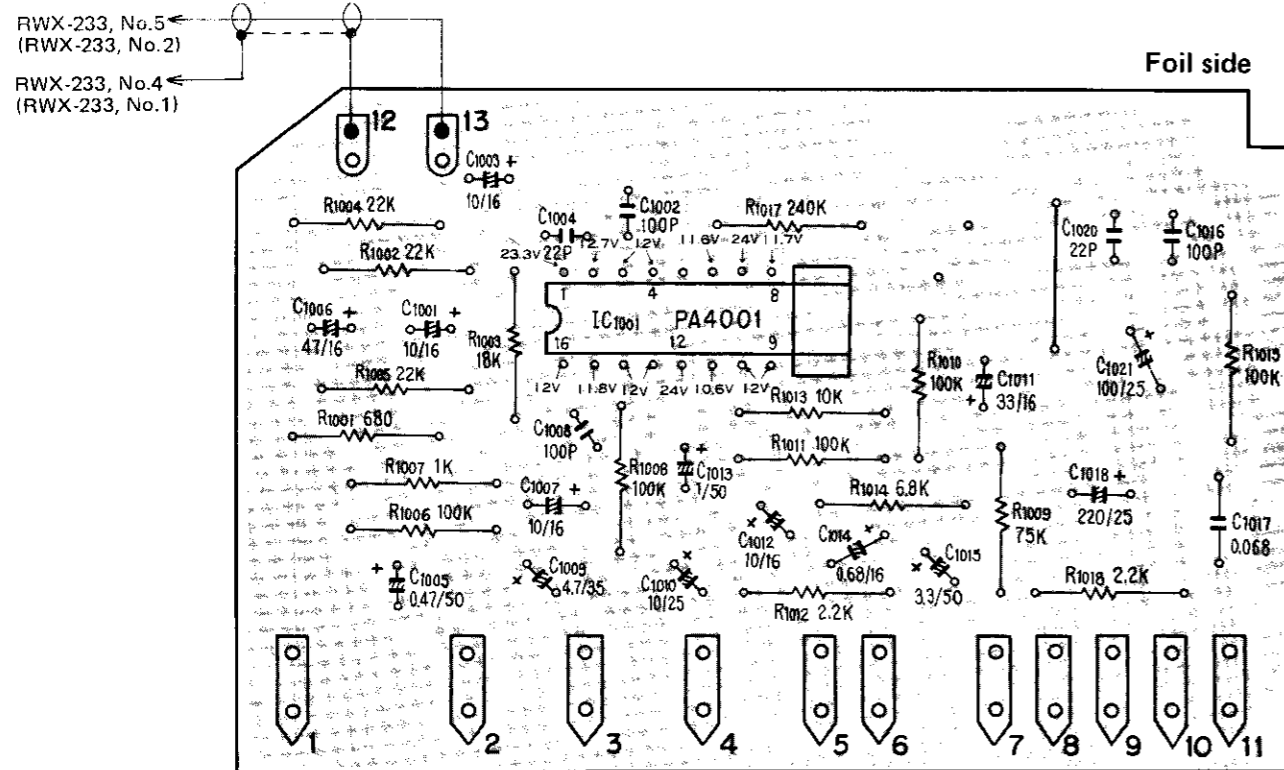 RWX-233, No.5
(RWX-233, No.2)
RWX-233, No.4
(RWX-233, No.1)
Foil side
12
13
C1003 +
10/16
R1004 22K
C1004
22P
C1002
100P
R1017 240K
C1020
22P
C1016
100P
R1002 22K
23.3V
12.7V
12V
11.6V
24V
11.7V
1
4
8
IC1001 PA4001
16
12
9
12V
11.8V
12V
24V
10.6V
12V
C1006
47/16
+
C1001
10/16
+
R1003
18K
R1005 22K
R1001 680
R1010
100K
C1011
33/16
+
C1021
100/25
+
R1015
100K
R1013 10K
C1008
100P
R1011 100K
R1007 1K
C1007
10/16
+
R1008
100K
C1013
1/50
+
R1014 6.8K
C1018 +
220/25
R1006 100K
C1012
10/16
+
C1014
0.68/16
+
R1009
75K
C1017
0.068
C1005
0.47/50
+
C1009
4.7/35
+
C1010
10/25
+
C1015
3.3/50
+
R1012 2.2K
R1018 2.2K
1
2
3
4
5
6
7
8
9
10
11